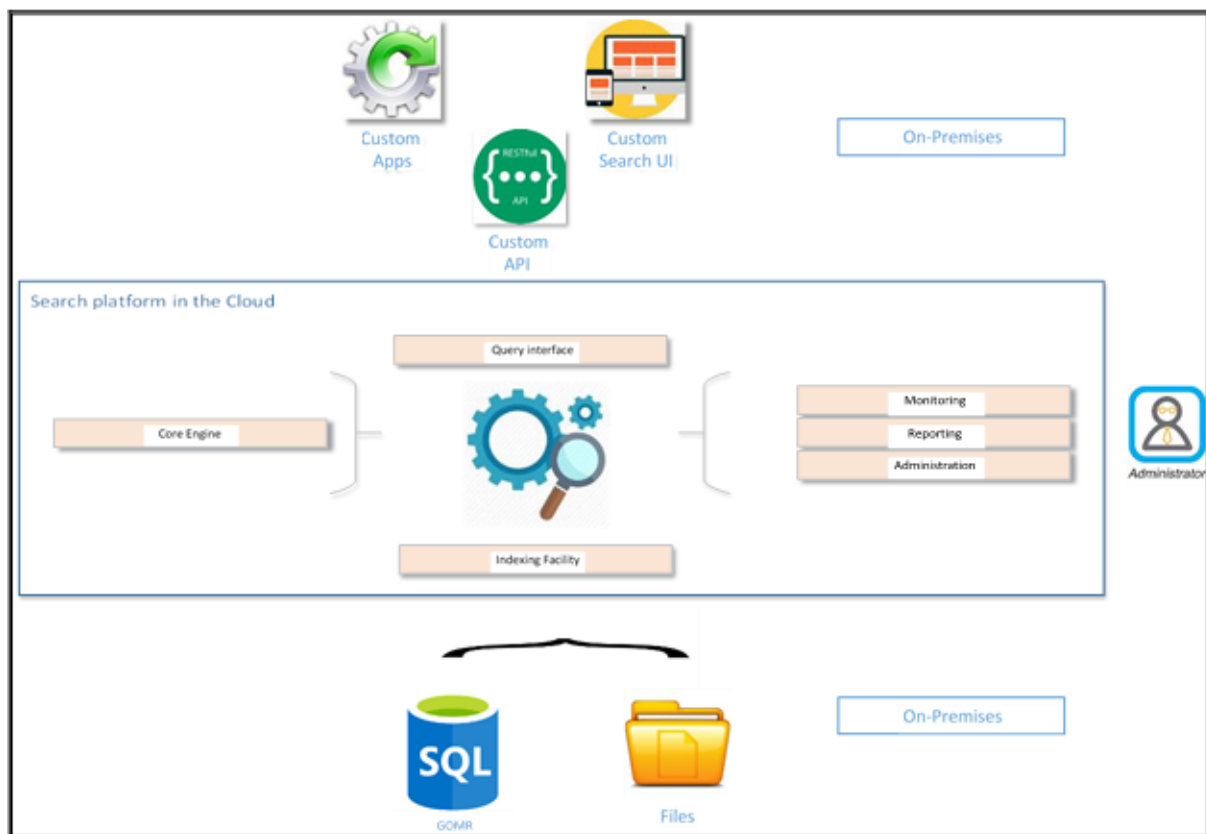 Custom
Apps
Custom
Search UI
On-Premises
RESTful
API
Custom
API
Search platform in the Cloud
Query interface
Core Engine
Monitoring
Reporting
Administration
Administrator
Indexing Facility
SQL
GOMR
Files
On-Premises